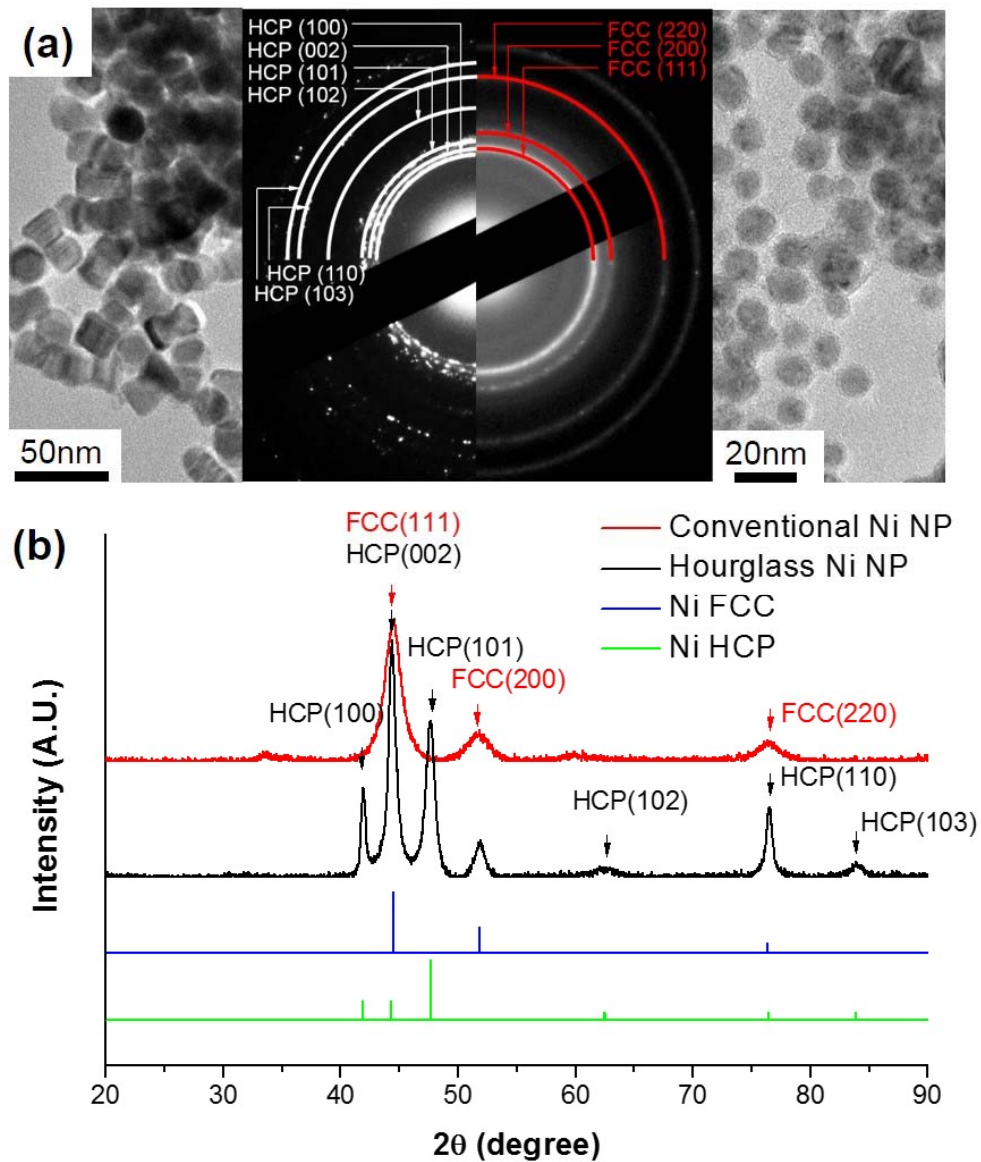 (a)
HCP (100)
HCP (002)
HCP (101)
HCP (102)
FCC (220)
FCC (200)
FCC (111)
HCP (110)
HCP (103)
50nm
20nm
(b)
FCC(111)
HCP(002)
HCP(101)
FCC(200)
HCP(100)
HCP(102)
FCC(220)
HCP(110)
HCP(103)
Conventional Ni NP
Hourglass Ni NP
Ni FCC
Ni HCP
Intensity (A.U.)
20 30 40 50 60 70 80 90
2θ (degree)